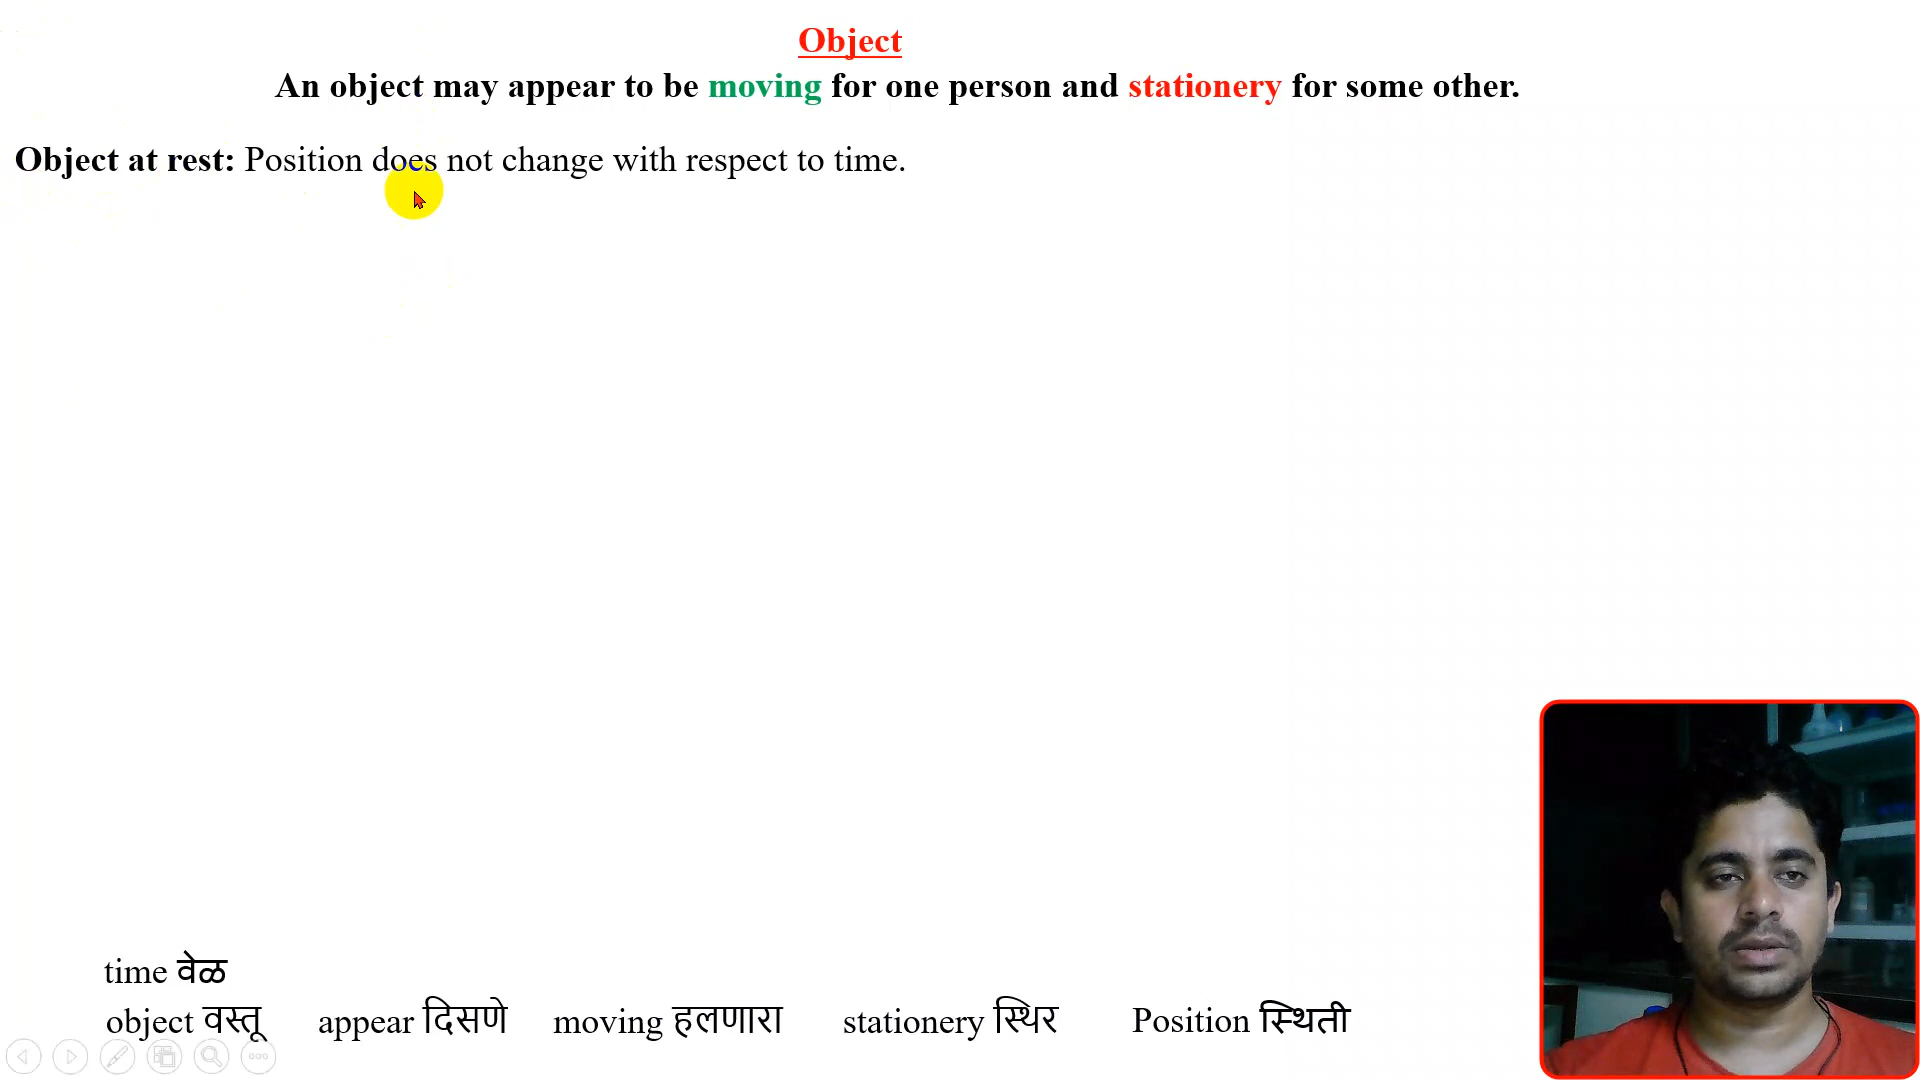 Object
An object may appear to be moving for one person and stationery for some other.
Object at rest: Position does not change with respect to time.
time वेळ
object वस्तू appear दिसणे moving हलणारा stationery स्थिर Position स्थिती